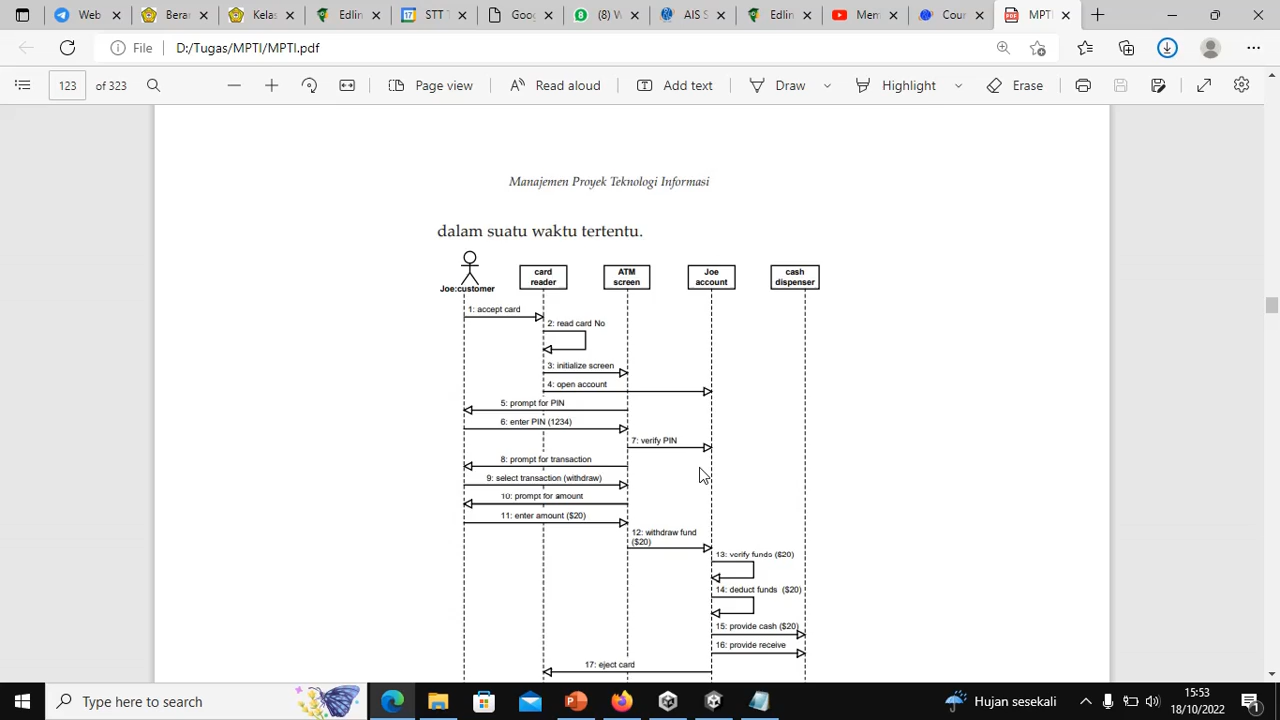 Bera
Kelas
Edlin
STT
Goog
(8) W
AIS S
Edlin
Mem
Cour
MPTI
File
D:/Tugas/MPTI/MPTI.pdf
123 of 323
Page view
Read aloud
Add text
Draw
Highlight
Erase
Manajemen Proyek Teknologi Informasi
dalam suatu waktu tertentu.
Joe:customer
card
reader
ATM
screen
Joe
account
cash
dispenser
1: accept card
2: read card No
3: initialize screen
4: open account
5: prompt for PIN
6: enter PIN (1234)
7: verify PIN
8: prompt for transaction
9: select transaction (withdraw)
10: prompt for amount
11: enter amount ($20)
12: withdraw fund
($20)
13: verify funds ($20)
14: deduct funds ($20)
15: provide cash ($20)
16: provide receive
17: eject card
Type here to search
Hujan sesekali
15:53
18/10/2022
1